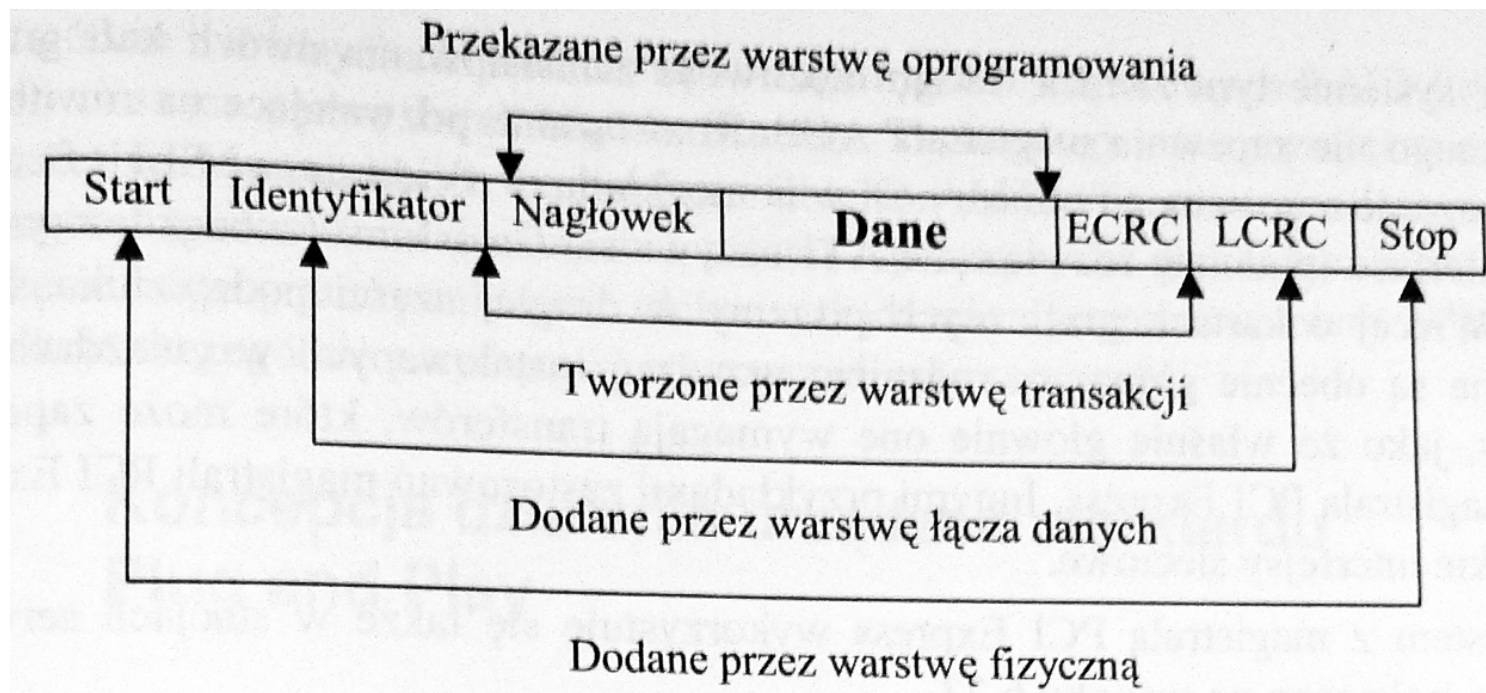 Przekazane przez warstwę oprogramowania
Start Identyfikator Nagłówek Dane ECRC LCRC Stop
Tworzone przez warstwę transakcji
Dodane przez warstwę łącza danych
Dodane przez warstwę fizyczną